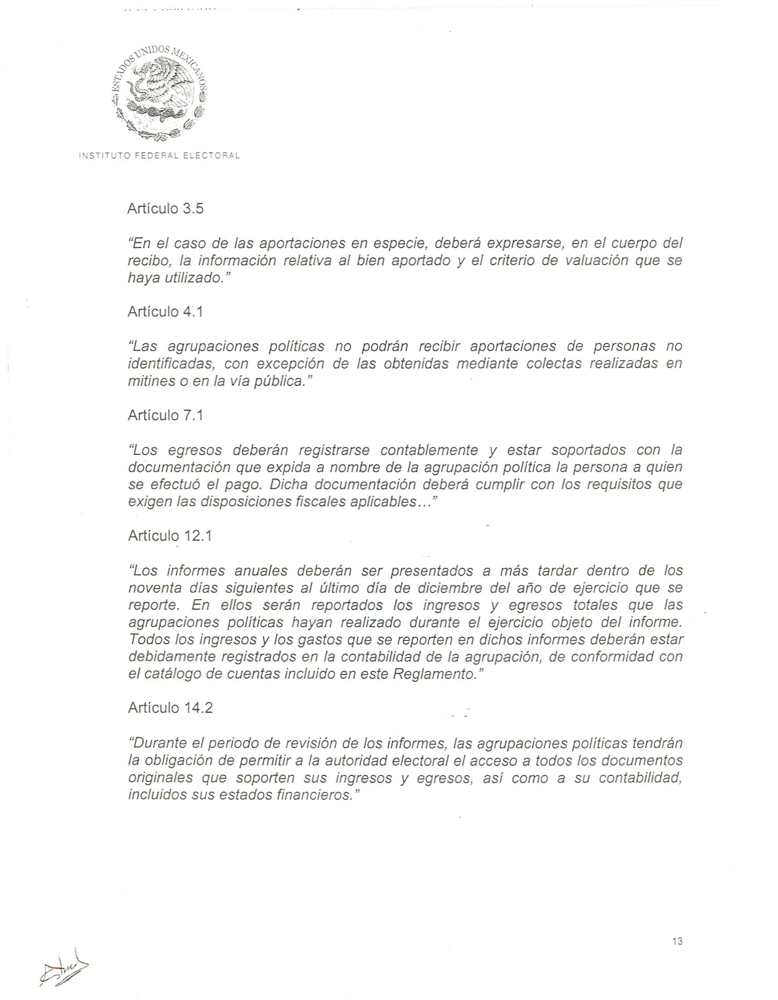 ESTADOS UNIDOS MEXICANOS
INSTITUTO FEDERAL ELECTORAL
Artículo 3.5
“En el caso de las aportaciones en especie, deberá expresarse, en el cuerpo del
recibo, la información relativa al bien aportado y el criterio de valuación que se
haya utilizado.”
Artículo 4.1
“Las agrupaciones políticas no podrán recibir aportaciones de personas no
identificadas, con excepción de las obtenidas mediante colectas realizadas en
mitines o en la vía pública.”
Artículo 7.1
“Los egresos deberán registrarse contablemente y estar soportados con la
documentación que expida a nombre de la agrupación política la persona a quien
se efectuó el pago. Dicha documentación deberá cumplir con los requisitos que
exigen las disposiciones fiscales aplicables...”
Artículo 12.1
“Los informes anuales deberán ser presentados a más tardar dentro de los
noventa días siguientes al último día de diciembre del año de ejercicio que se
reporte. En ellos serán reportados los ingresos y egresos totales que las
agrupaciones políticas hayan realizado durante el ejercicio objeto del informe.
Todos los ingresos y los gastos que se reporten en dichos informes deberán estar
debidamente registrados en la contabilidad de la agrupación, de conformidad con
el catálogo de cuentas incluido en este Reglamento.”
Artículo 14.2
“Durante el periodo de revisión de los informes, las agrupaciones políticas tendrán
la obligación de permitir a la autoridad electoral el acceso a todos los documentos
originales que soporten sus ingresos y egresos, así como a su contabilidad,
incluidos sus estados financieros.”
13